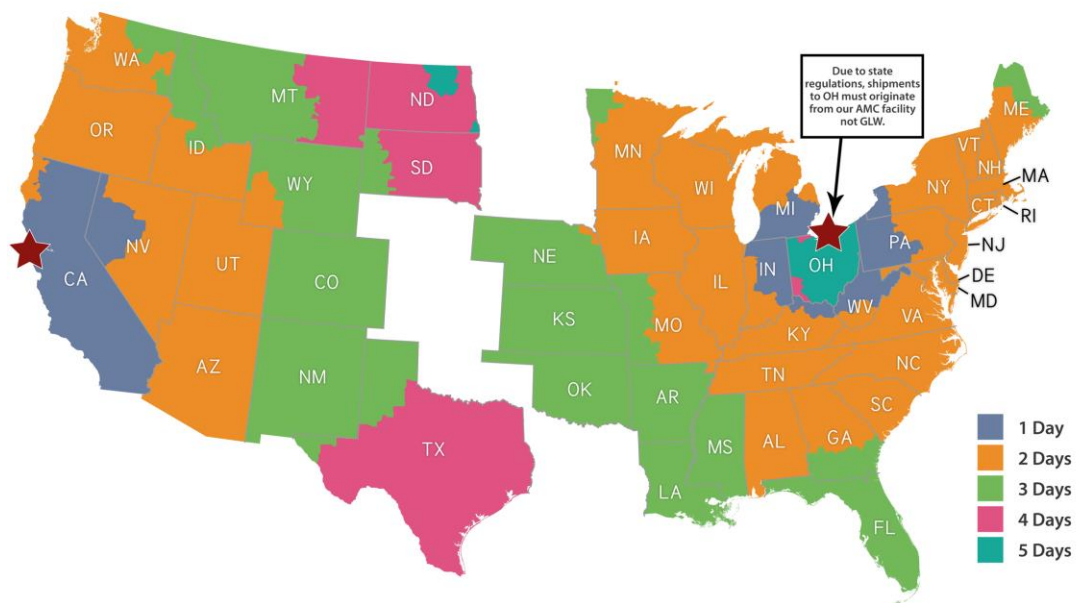 Due to state
regulations, shipments
to OH must originate
from our AMC facility
not GLW.
WA
MT
ND
ME
OR
ID
MN
VT
NH
WY
SD
WI
NY
MA
MI
CT
RI
NV
NE
IA
PA
NJ
CA
UT
CO
IL
IN
OH
DE
WV
MD
KS
MO
KY
VA
AZ
NM
OK
TN
NC
AR
SC
TX
MS
AL
GA
LA
FL
1 Day
2 Days
3 Days
4 Days
5 Days